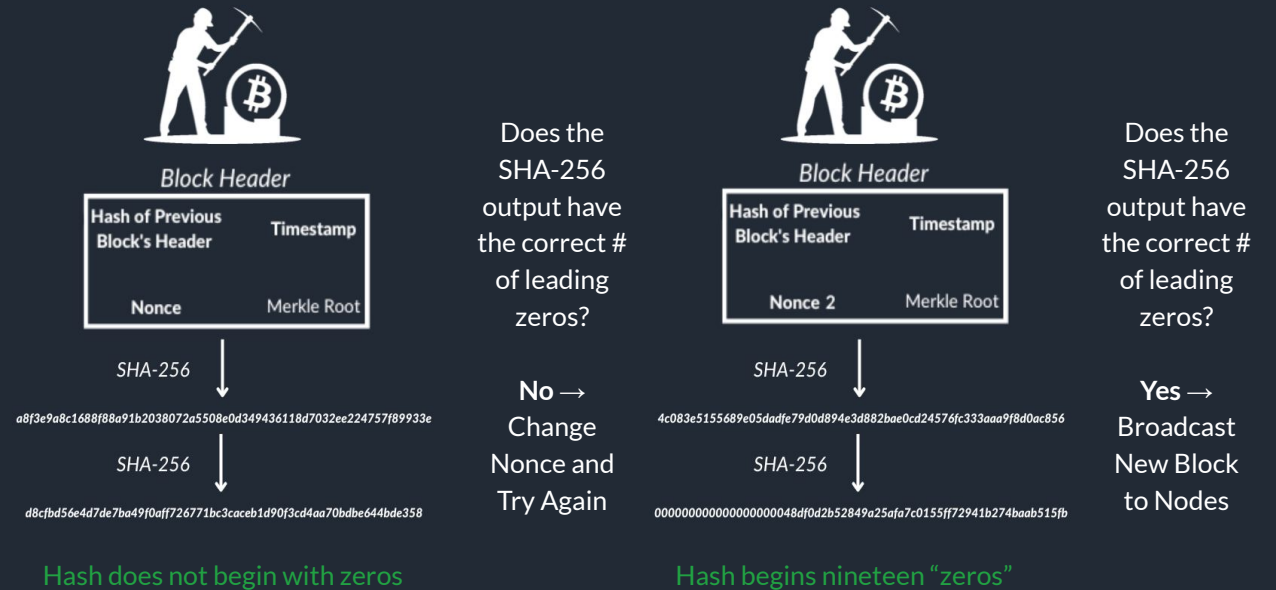 Block Header
Hash of Previous
Block's Header
Timestamp
Nonce
Merkle Root
SHA-256
a8f3e9a8c1688f88a91b2038072a5508e0d349436118d7032ee224757f89933e
SHA-256
d8cfbd56e4d7de7ba49f0aff726771bc3caceb1d90f3cd4aa70bdbe644bde358
Hash does not begin with zeros
Does the
SHA-256
output have
the correct #
of leading
zeros?
No →
Change
Nonce and
Try Again
Block Header
Hash of Previous
Block's Header
Timestamp
Nonce 2
Merkle Root
SHA-256
4c083e5155689e05dadfe79d0d894e3d882bae0cd24576fc333aaa9f8d0ac856
SHA-256
0000000000000000000048df0d2b52849a25afa7c0155ff72941b274baab515fb
Hash begins nineteen “zeros”
Does the
SHA-256
output have
the correct #
of leading
zeros?
Yes →
Broadcast
New Block
to Nodes